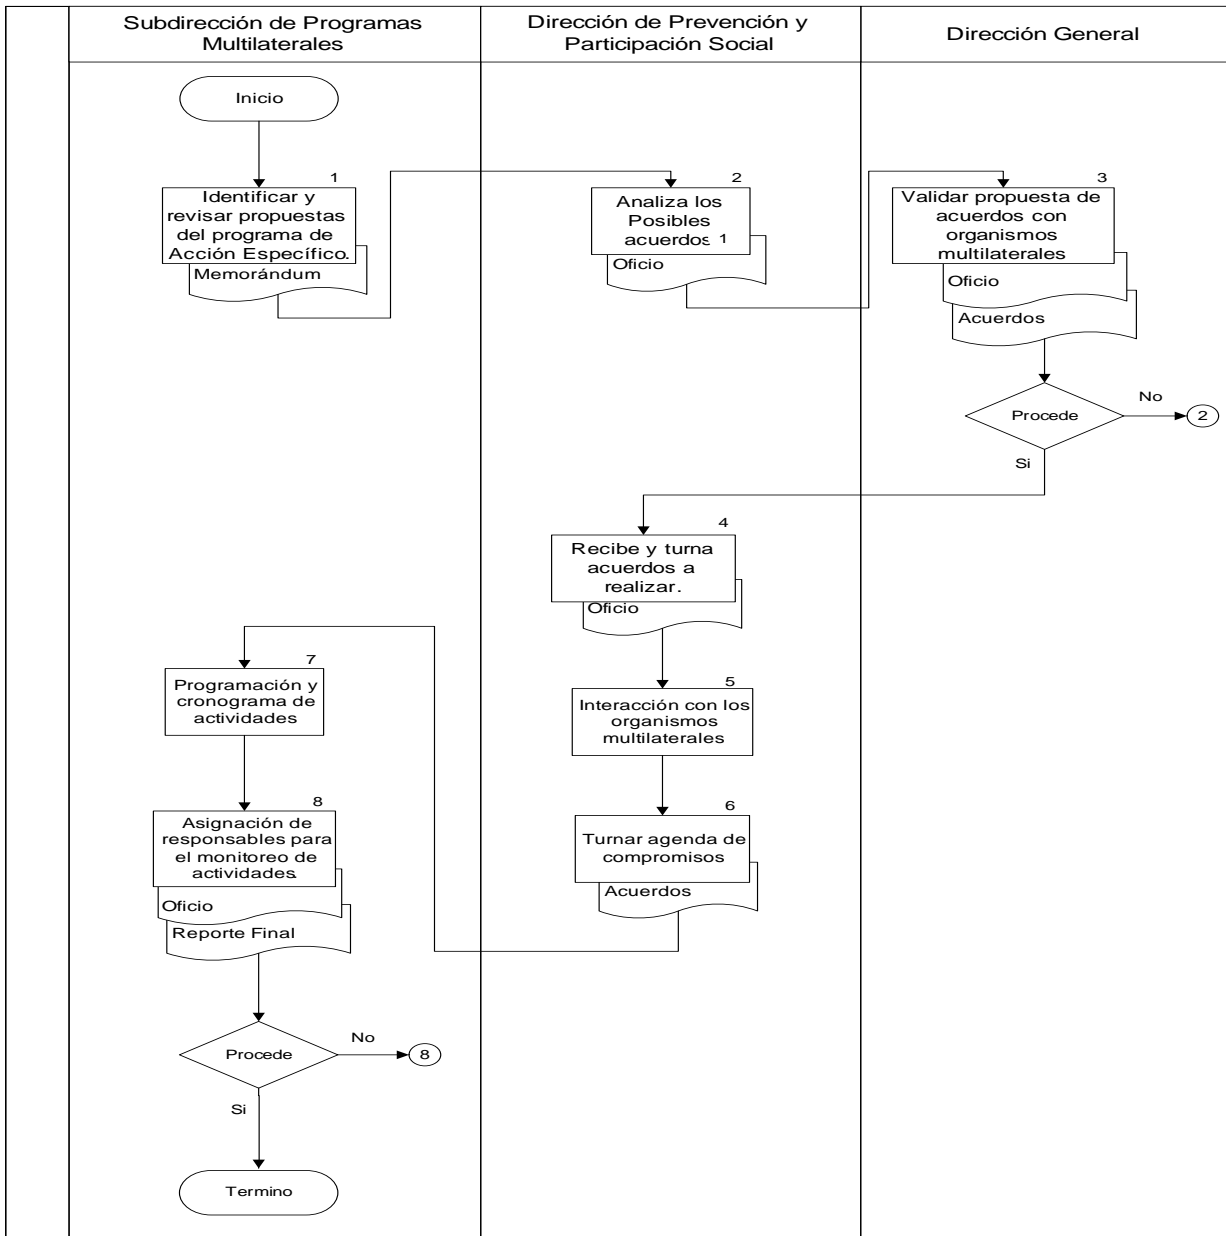 Subdirección de Programas
Multilaterales
Dirección de Prevención y
Participación Social
Dirección General
Inicio
1
Identificar y
revisar propuestas
del programa de
Acción Específico.
Memorándum
2
Analiza los
Posibles
acuerdos 1
Oficio
3
Validar propuesta de
acuerdos con
organismos
multilaterales
Oficio
Acuerdos
Procede
No
2
Si
4
Recibe y turna
acuerdos a
realizar.
Oficio
5
Interacción con los
organismos
multilaterales
6
Turnar agenda de
compromisos
Acuerdos
7
Programación y
cronograma de
actividades
8
Asignación de
responsables para
el monitoreo de
actividades.
Oficio
Reporte Final
Procede
No
8
Si
Termino